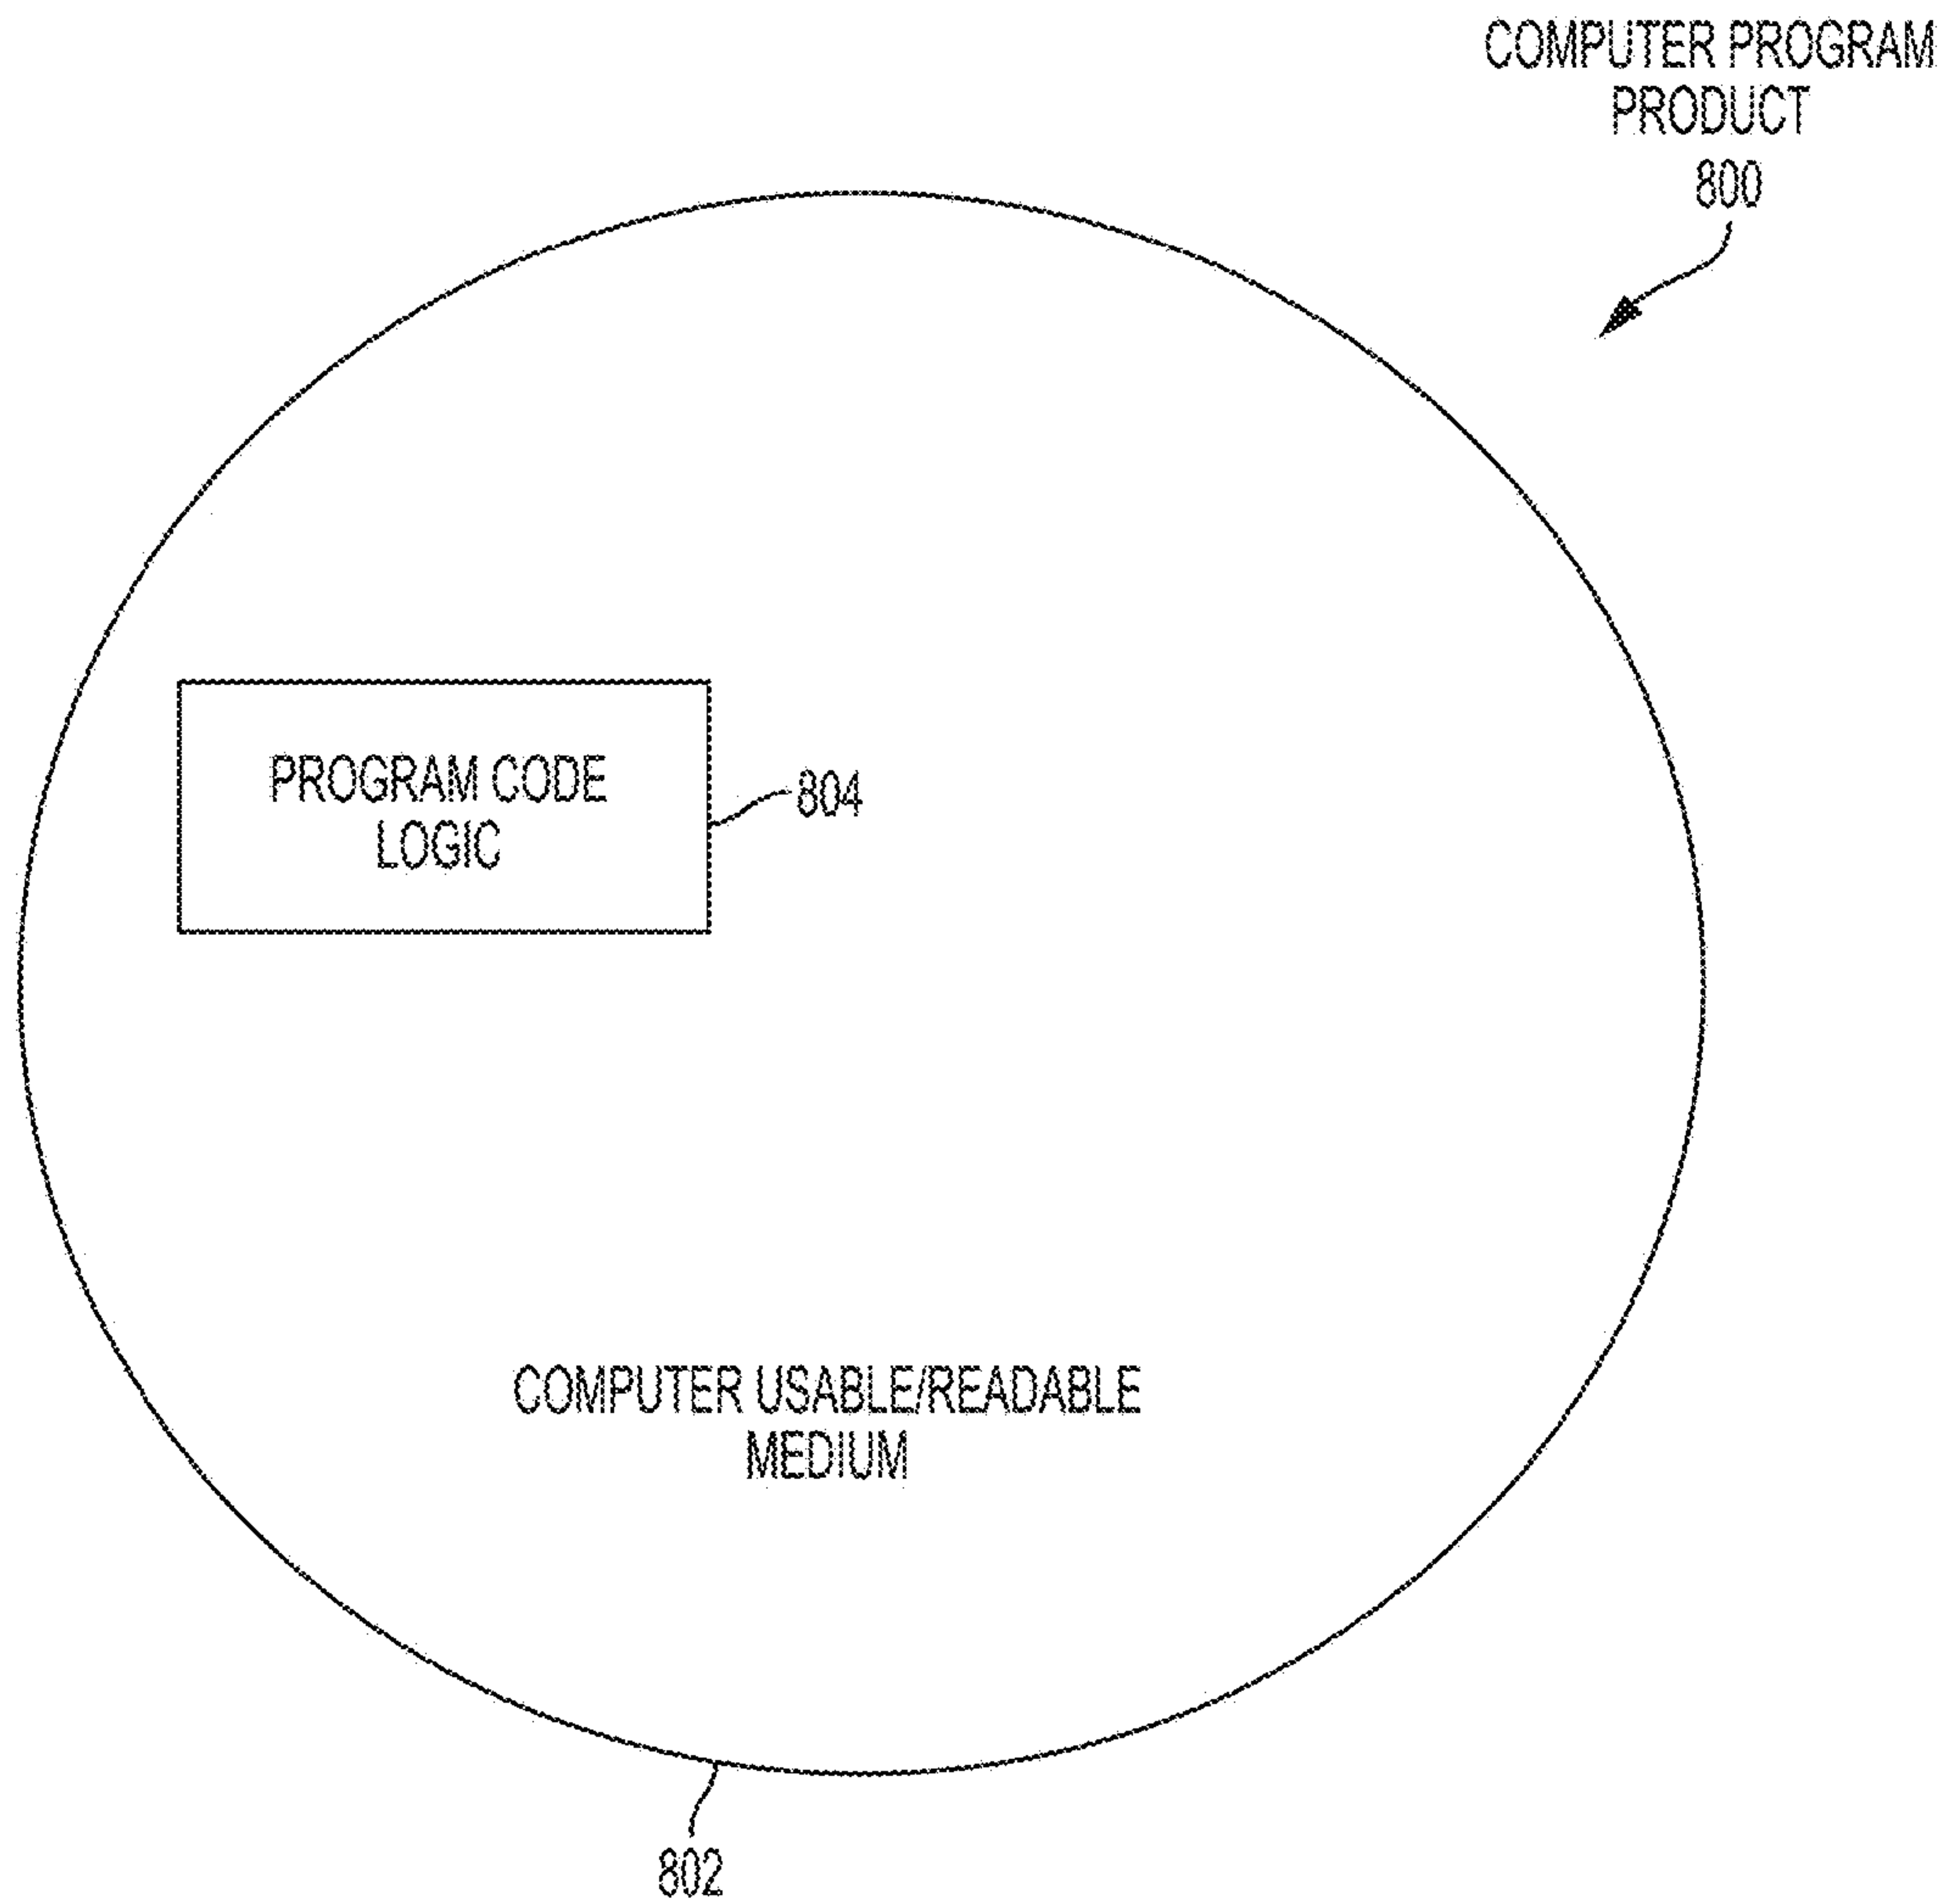 COMPUTER PROGRAM
PRODUCT
800
PROGRAM CODE
LOGIC
804
COMPUTER USABLE/READABLE
MEDIUM
802